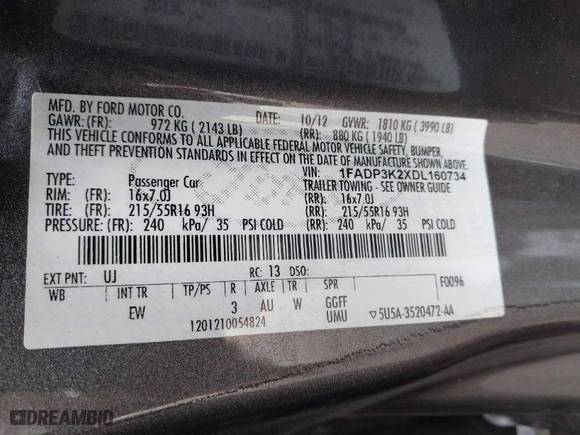 MFD. BY FORD MOTOR CO.
DATE: 10/12 GVWR: 1810 KG ( 3990 LB)
GAWR: (FR): 972 KG ( 2143 LB) (RR): 880 KG ( 1940 LB)
THIS VEHICLE CONFORMS TO ALL APPLICABLE FEDERAL MOTOR VEHICLE SAFETY, BUMPER,
AND THEFT PREVENTION STANDARDS IN EFFECT ON THE DATE OF MANUFACTURE SHOWN ABOVE.
VIN: 1FADP3K2XDL160734
TYPE: Passenger Car TRAILER TOWING - SEE OWNER GUIDE
RIM: (FR): 16x7.0J (RR): 16x7.0J
TIRE: (FR): 215/55R16 93H (RR): 215/55R16 93H
PRESSURE: (FR): 240 kPa/ 35 PSI COLD (RR): 240 kPa/ 35 PSI COLD
EXT PNT: UJ RC: 13 DSO: F0096
WB INT TR TP/PS R AXLE TR SPR
EW 3 AU W GGFF
1201210054824 UMU ▽5U5A-3520472-AA
DREAMBID